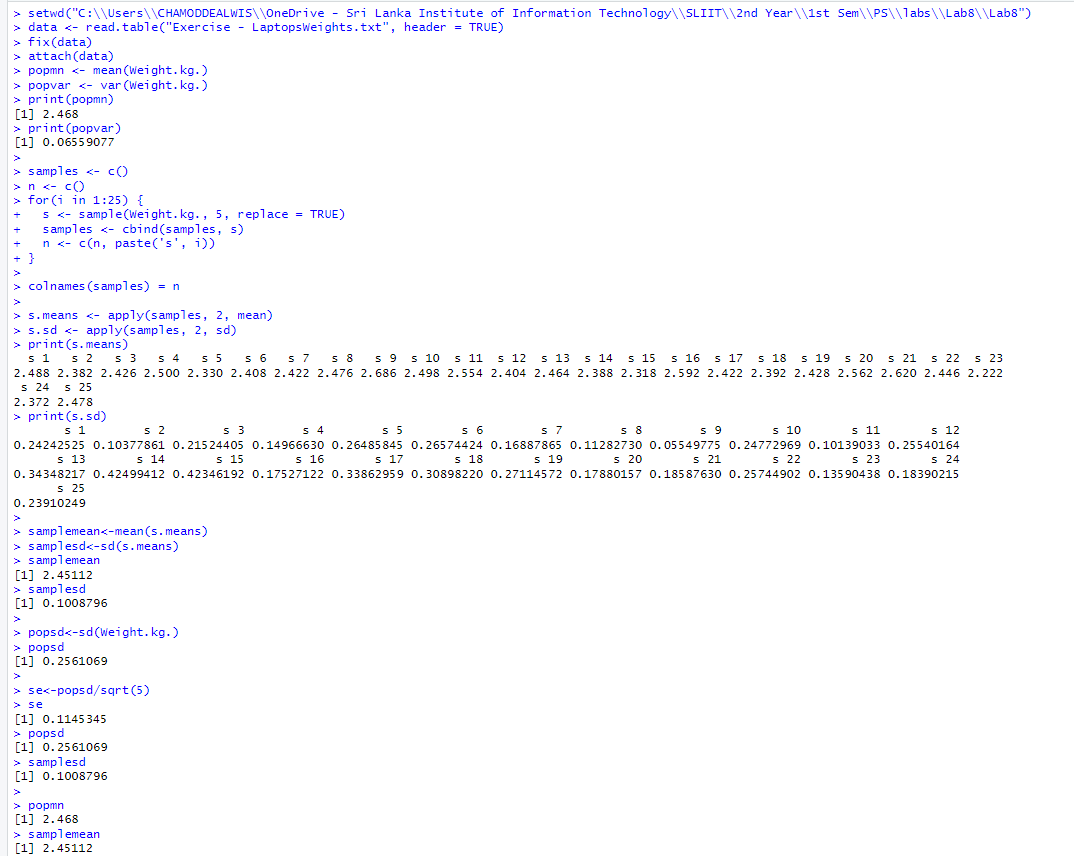 > setwd("C:\\Users\\CHAMODDEALWIS\\OneDrive - Sri Lanka Institute of Information Technology\\SLIIT\\2nd Year\\1st Sem\\PS\\labs\\Lab8\\Lab8")
> data <- read.table("Exercise - LaptopsWeights.txt", header = TRUE)
> fix(data)
> attach(data)
> popmn <- mean(Weight.kg.)
> popvar <- var(Weight.kg.)
> print(popmn)
[1] 2.468
> print(popvar)
[1] 0.06559077
>
> samples <- c()
> n <- c()
> for(i in 1:25) {
+   s <- sample(Weight.kg., 5, replace = TRUE)
+   samples <- cbind(samples, s)
+   n <- c(n, paste('s', i))
+ }
>
> colnames(samples) = n
>
> s.means <- apply(samples, 2, mean)
> s.sd <- apply(samples, 2, sd)
> print(s.means)
s 1 s 2 s 3 s 4 s 5 s 6 s 7 s 8 s 9 s 10 s 11 s 12 s 13 s 14 s 15 s 16 s 17 s 18 s 19 s 20 s 21 s 22 s 23
2.488 2.382 2.426 2.500 2.330 2.408 2.422 2.476 2.686 2.498 2.554 2.404 2.464 2.388 2.318 2.592 2.422 2.392 2.428 2.562 2.620 2.446 2.222
s 24 s 25
2.372 2.478
> print(s.sd)
s 1 s 2 s 3 s 4 s 5 s 6 s 7 s 8 s 9 s 10 s 11 s 12
0.24242525 0.10377861 0.21524405 0.14966630 0.26485845 0.26574424 0.16887865 0.11282730 0.05549775 0.24772969 0.10139033 0.25540164
s 13 s 14 s 15 s 16 s 17 s 18 s 19 s 20 s 21 s 22 s 23 s 24
0.34348217 0.42499412 0.42346192 0.17527122 0.33862959 0.30898220 0.27114572 0.17880157 0.18587630 0.25744902 0.13590438 0.18390215
s 25
0.23910249
>
> samplemean<-mean(s.means)
> samplesd<-sd(s.means)
> samplemean
[1] 2.45112
> samplesd
[1] 0.1008796
>
> popsd<-sd(Weight.kg.)
> popsd
[1] 0.2561069
>
> se<-popsd/sqrt(5)
> se
[1] 0.1145345
> popsd
[1] 0.2561069
> samplesd
[1] 0.1008796
>
> popmn
[1] 2.468
> samplemean
[1] 2.45112